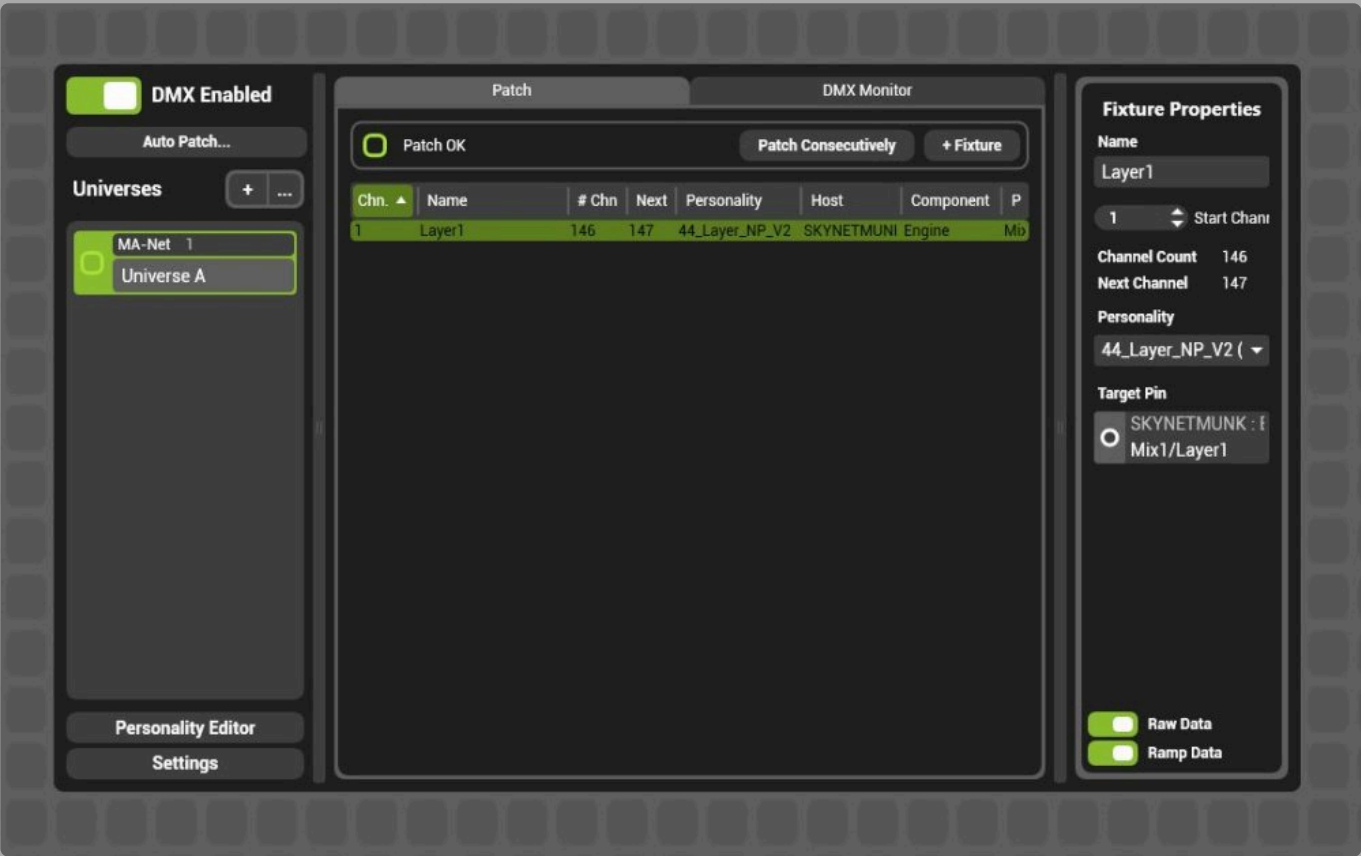 DMX Enabled
Auto Patch...
Universes
+
...
MA-Net 1
Universe A
Personality Editor
Settings
Patch
DMX Monitor
Patch OK
Patch Consecutively
+ Fixture
Chn. Name # Chn Next Personality Host Component P
1 Layer1 146 147 44_Layer_NP_V2 SKYNETMUNI Engine Mix
Fixture Properties
Name
Layer1
1 Start Chann
Channel Count 146
Next Channel 147
Personality
44_Layer_NP_V2 (
Target Pin
SKYNETMUNK : E
Mix1/Layer1
Raw Data
Ramp Data